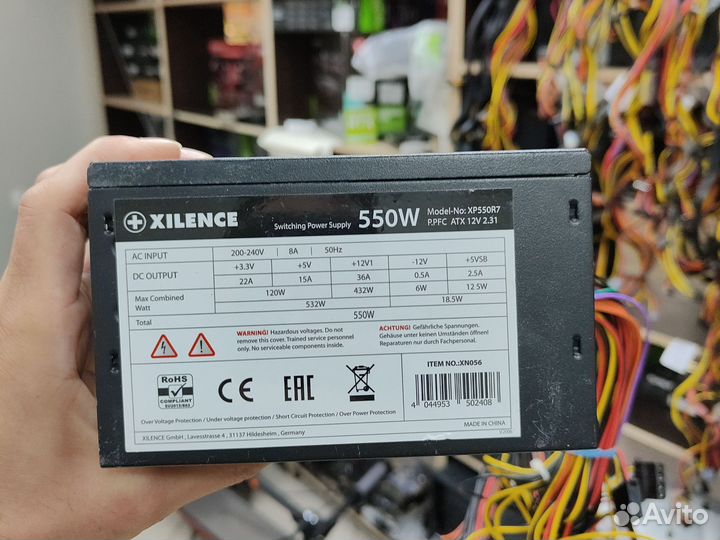 XILENCE Switching Power Supply 550W Model-No: XP550R7
P.PFC ATX 12V 2.31
AC INPUT 200-240V 8A 50Hz
DC OUTPUT +3.3V +5V +12V1 -12V +5VSB
22A 15A 36A 0.5A 2.5A
Max Combined Watt 120W 432W 6W 12.5W
532W 18.5W
Total 550W
WARNING! Hazardous voltages. Do not
remove this cover. Trained service personnel
only. No serviceable components inside.
ACHTUNG! Gefährliche Spannungen.
Gehäuse unter keinen Umständen öffnen!
Reparaturen nur durch Fachpersonal.
RoHS
COMPLIANT
CE
EAC
ITEM NO.:XN056
4 044953 502408
Over Voltage Protection / Under voltage protection / Short Circuit Protection / Over Power Protection
XILENCE GmbH , Lavesstrasse 4 , 31137 Hildesheim , Germany
MADE IN CHINA
Avito